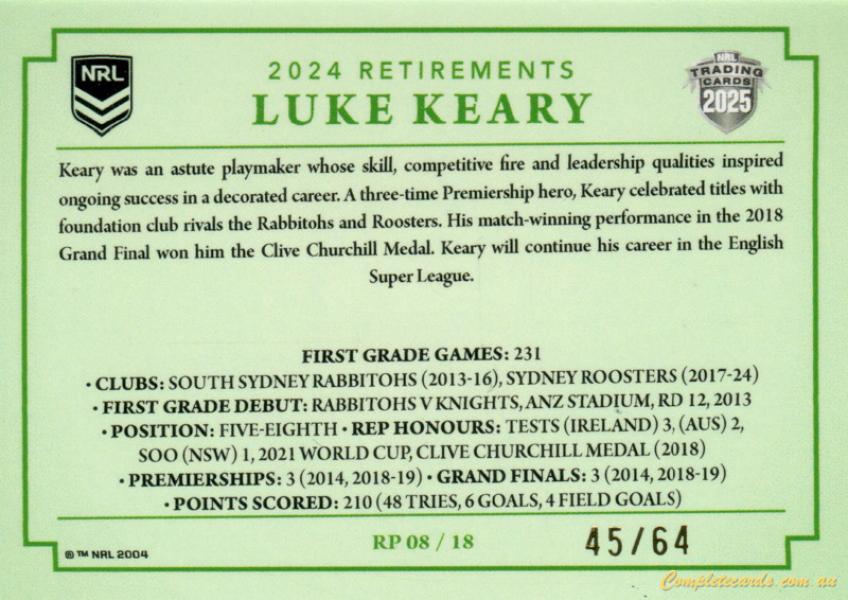 NRL
2024 RETIREMENTS
LUKE KEARY
NRL
TRADING
CARDS
2025
Keary was an astute playmaker whose skill, competitive fire and leadership qualities inspired
ongoing success in a decorated career. A three-time Premiership hero, Keary celebrated titles with
foundation club rivals the Rabbitohs and Roosters. His match-winning performance in the 2018
Grand Final won him the Clive Churchill Medal. Keary will continue his career in the English
Super League.
FIRST GRADE GAMES: 231
• CLUBS: SOUTH SYDNEY RABBITOHS (2013-16), SYDNEY ROOSTERS (2017-24)
• FIRST GRADE DEBUT: RABBITOHS V KNIGHTS, ANZ STADIUM, RD 12, 2013
• POSITION: FIVE-EIGHTH • REP HONOURS: TESTS (IRELAND) 3, (AUS) 2,
SOO (NSW) 1, 2021 WORLD CUP, CLIVE CHURCHILL MEDAL (2018)
• PREMIERSHIPS: 3 (2014, 2018-19) • GRAND FINALS: 3 (2014, 2018-19)
• POINTS SCORED: 210 (48 TRIES, 6 GOALS, 4 FIELD GOALS)
© ™ NRL 2004
RP 08 / 18
45/64
Completecards.com.au